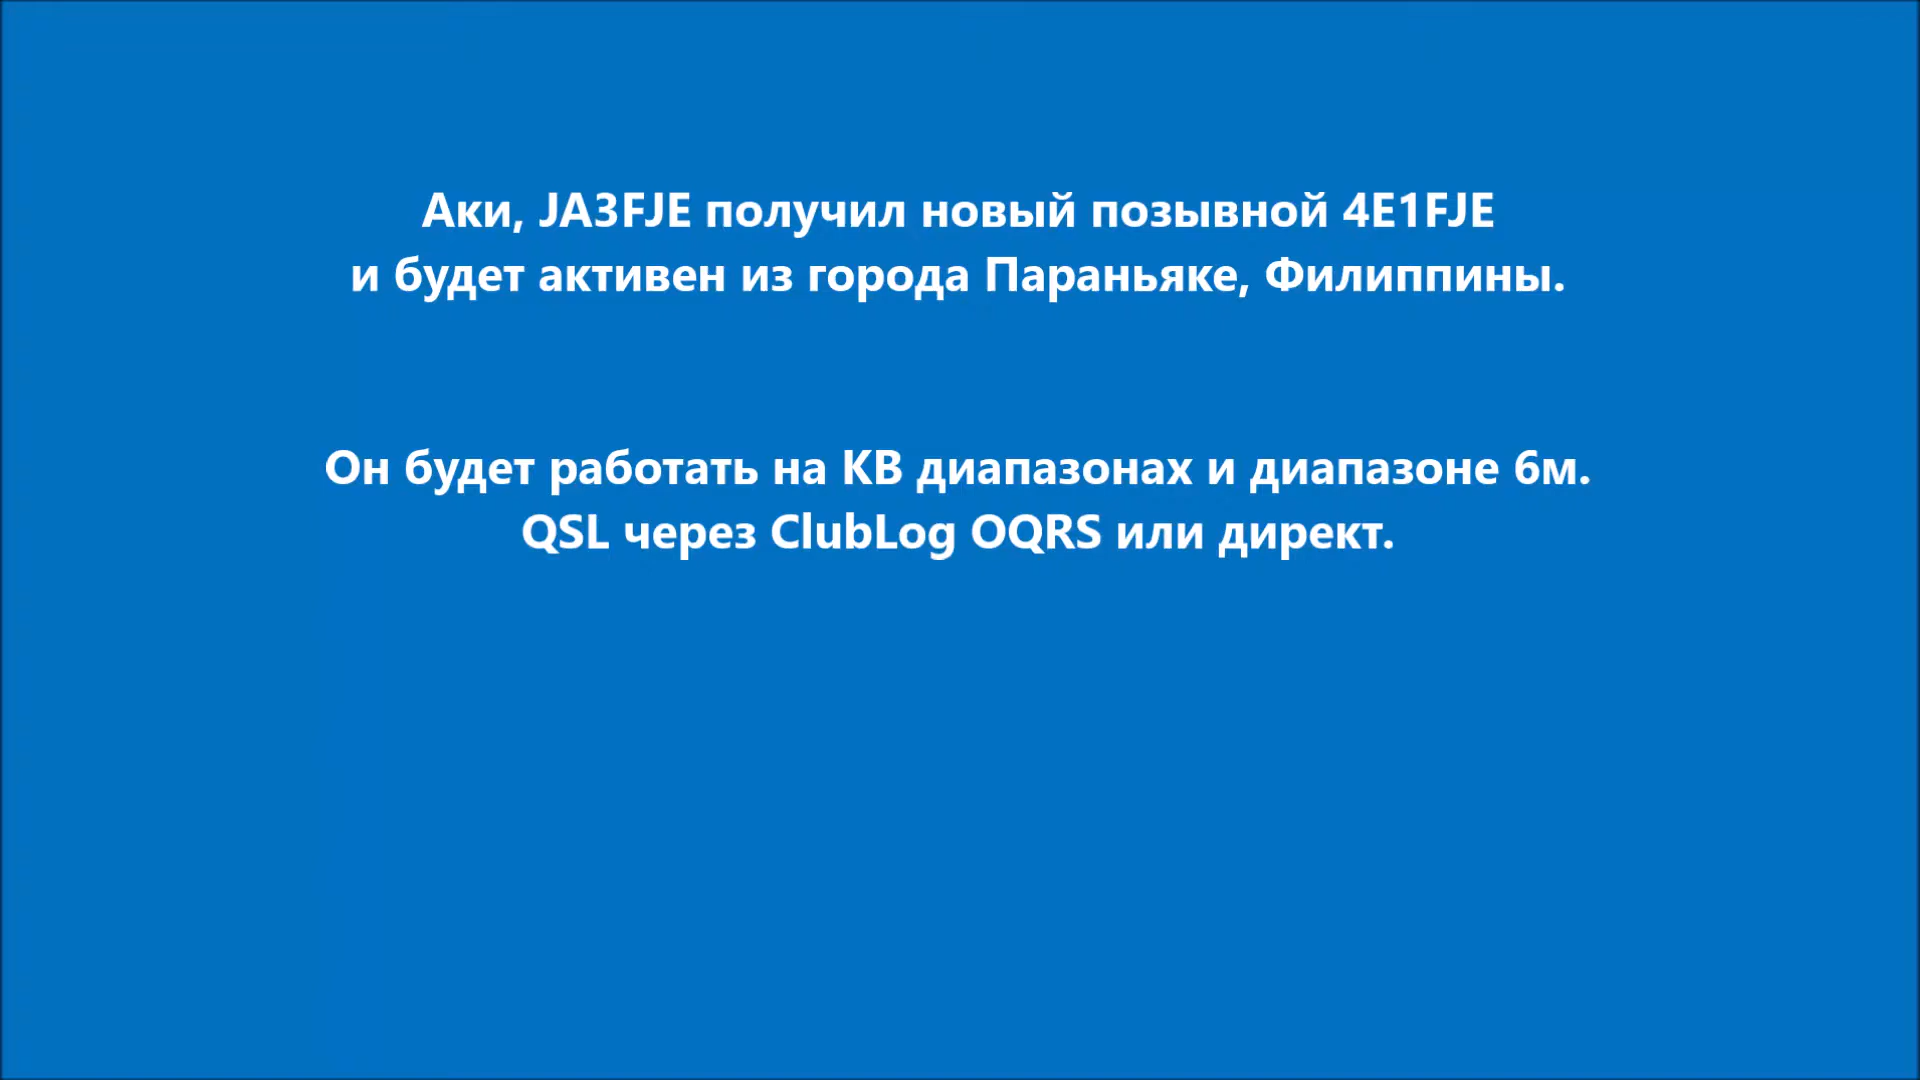 Аки, JA3FJE получил новый позывной 4E1FJE
и будет активен из города Параньяке, Филиппины.
Он будет работать на КВ диапазонах и диапазоне 6м.
QSL через ClubLog OQRS или директ.